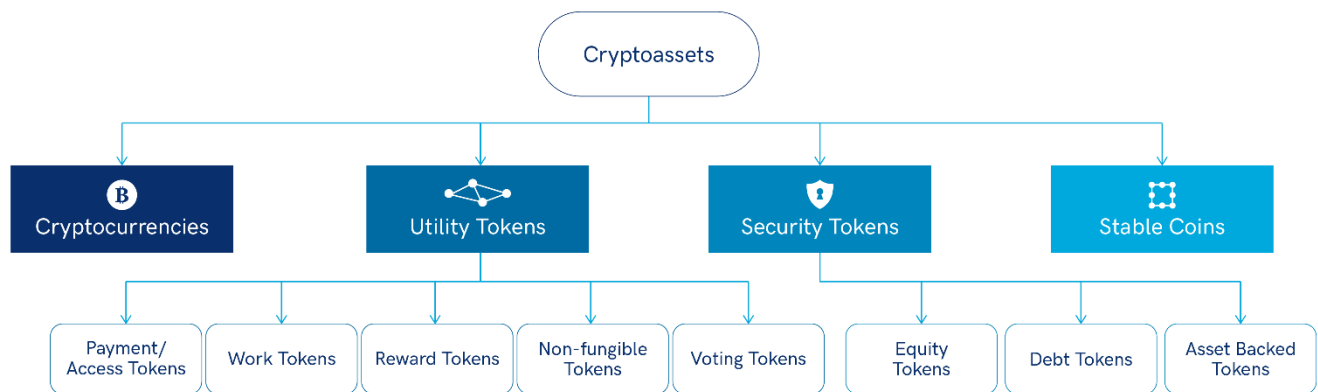 Cryptoassets
Cryptocurrencies
Utility Tokens
Security Tokens
Stable Coins
Payment/
Access Tokens
Work Tokens
Reward Tokens
Non-fungible
Tokens
Voting Tokens
Equity
Tokens
Debt Tokens
Asset Backed
Tokens